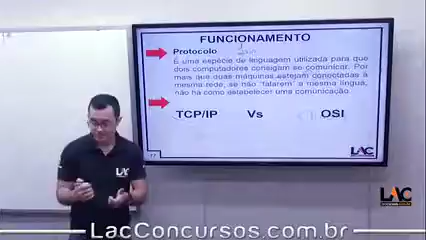 FUNCIONAMENTO
Protocolo
É uma espécie de linguagem utilizada para que
dois computadores consigam se comunicar. Por
mais que duas máquinas estejam conectadas à
mesma rede, se não "falarem" a mesma língua,
não há como estabelecer uma comunicação.
TCP/IP Vs OSI
LAC
LAC
LAC
LacConcursos.com.br